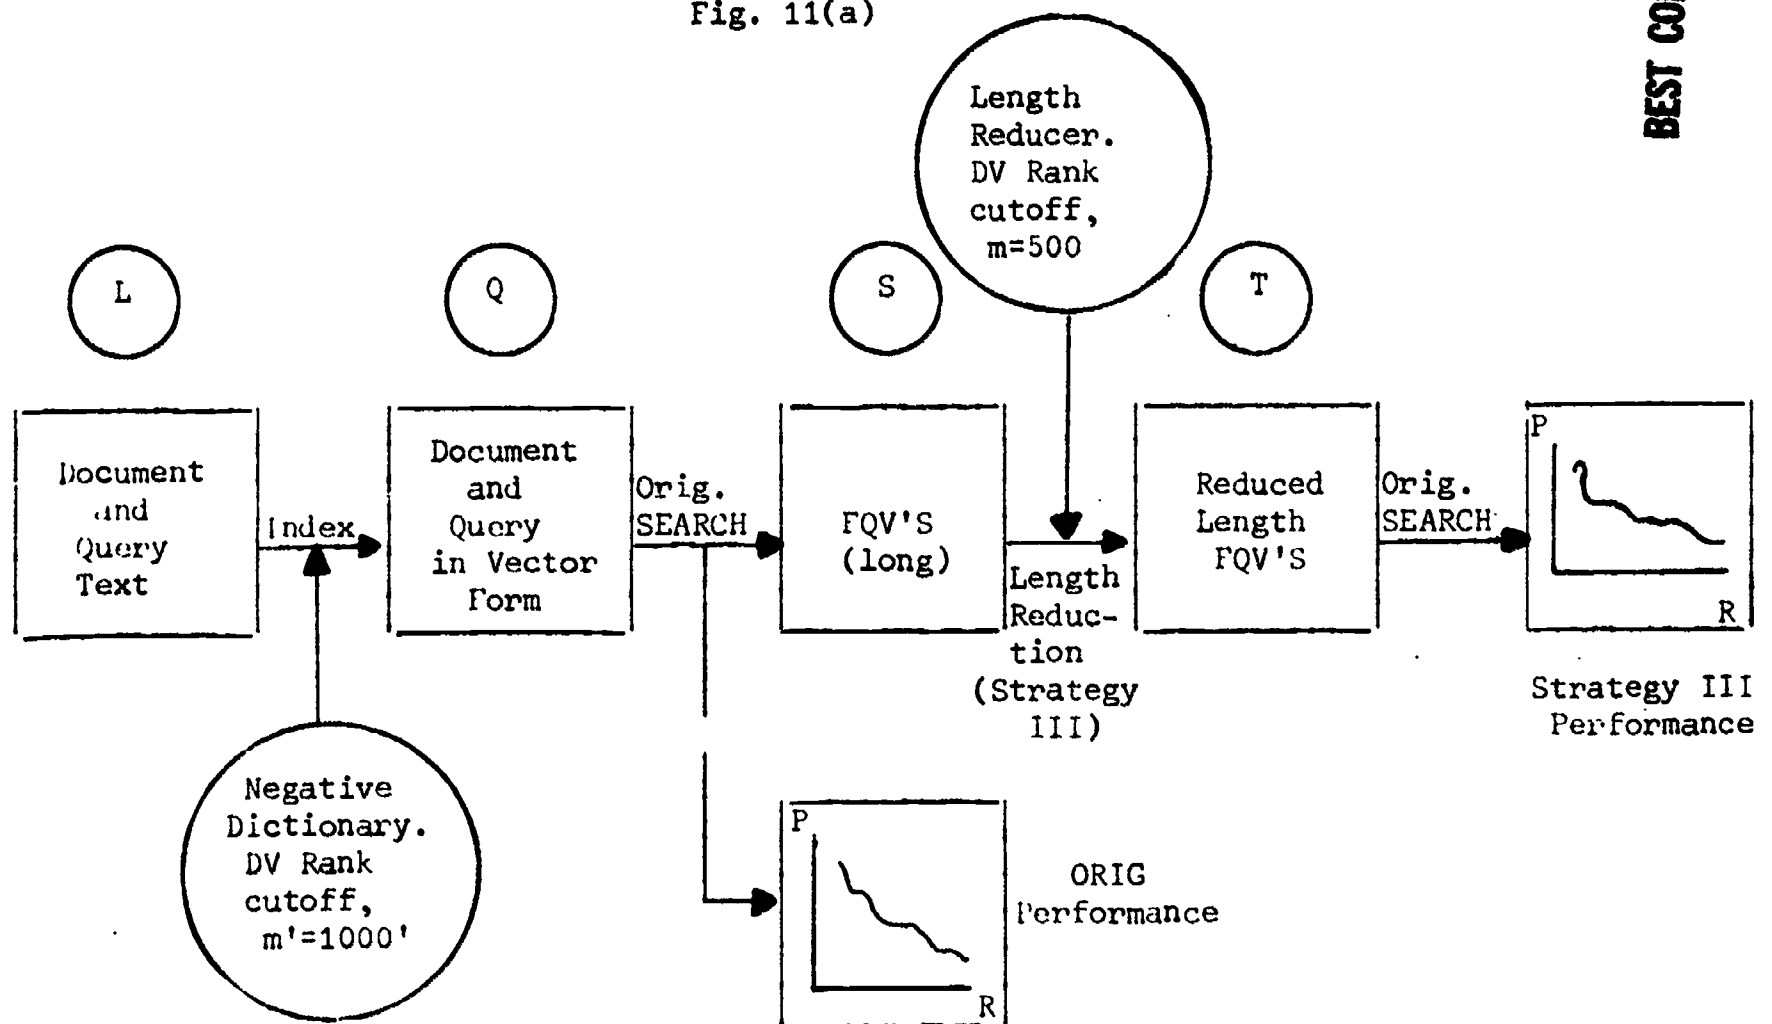 Fig. 11(a)
BEST CO
Length
Reducer.
DV Rank
cutoff,
m=500
L
Q
S
T
Document
and
Query
Text
Index
Document
and
Query
in Vector
Form
Orig.
SEARCH
FQV'S
(long)
Length
Reduc-
tion
(Strategy
III)
Reduced
Length
FQV'S
Orig.
SEARCH
P
R
Strategy III
Performance
Negative
Dictionary.
DV Rank
cutoff,
m'=1000'
P
R
ORIG
Performance